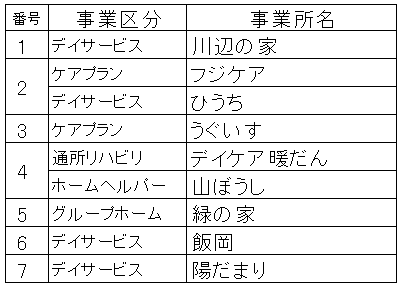 番号 事業区分 事業所名
1 デイサービス 川辺の家
2 ケアプラン フジケア
デイサービス ひうち
3 ケアプラン うぐいす
4 通所リハビリ デイケア暖だん
ホームヘルパー 山ぼうし
5 グループホーム 緑の家
6 デイサービス 飯岡
7 デイサービス 陽だまり